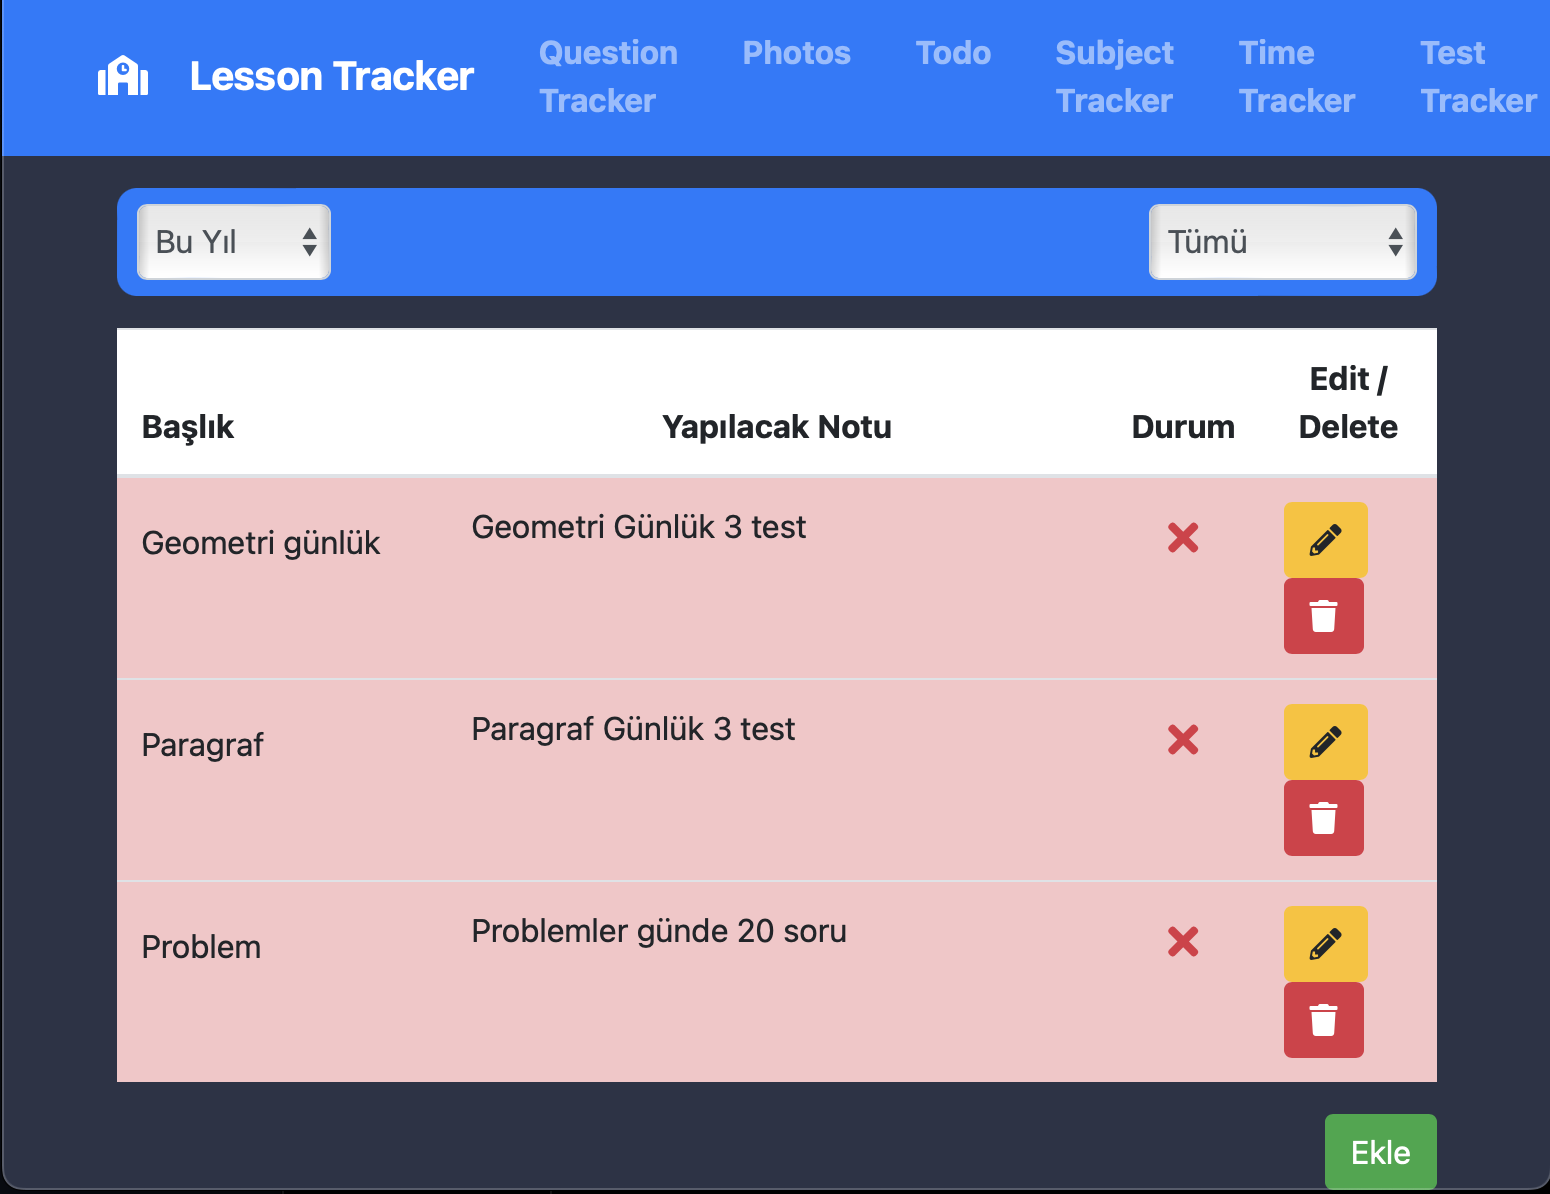 Lesson Tracker
Question
Tracker
Photos
Todo
Subject
Tracker
Time
Tracker
Test
Tracker
Bu Yıl
Tümü
Başlık
Yapılacak Notu
Durum
Edit /
Delete
Geometri günlük
Geometri Günlük 3 test
Paragraf
Paragraf Günlük 3 test
Problem
Problemler günde 20 soru
Ekle